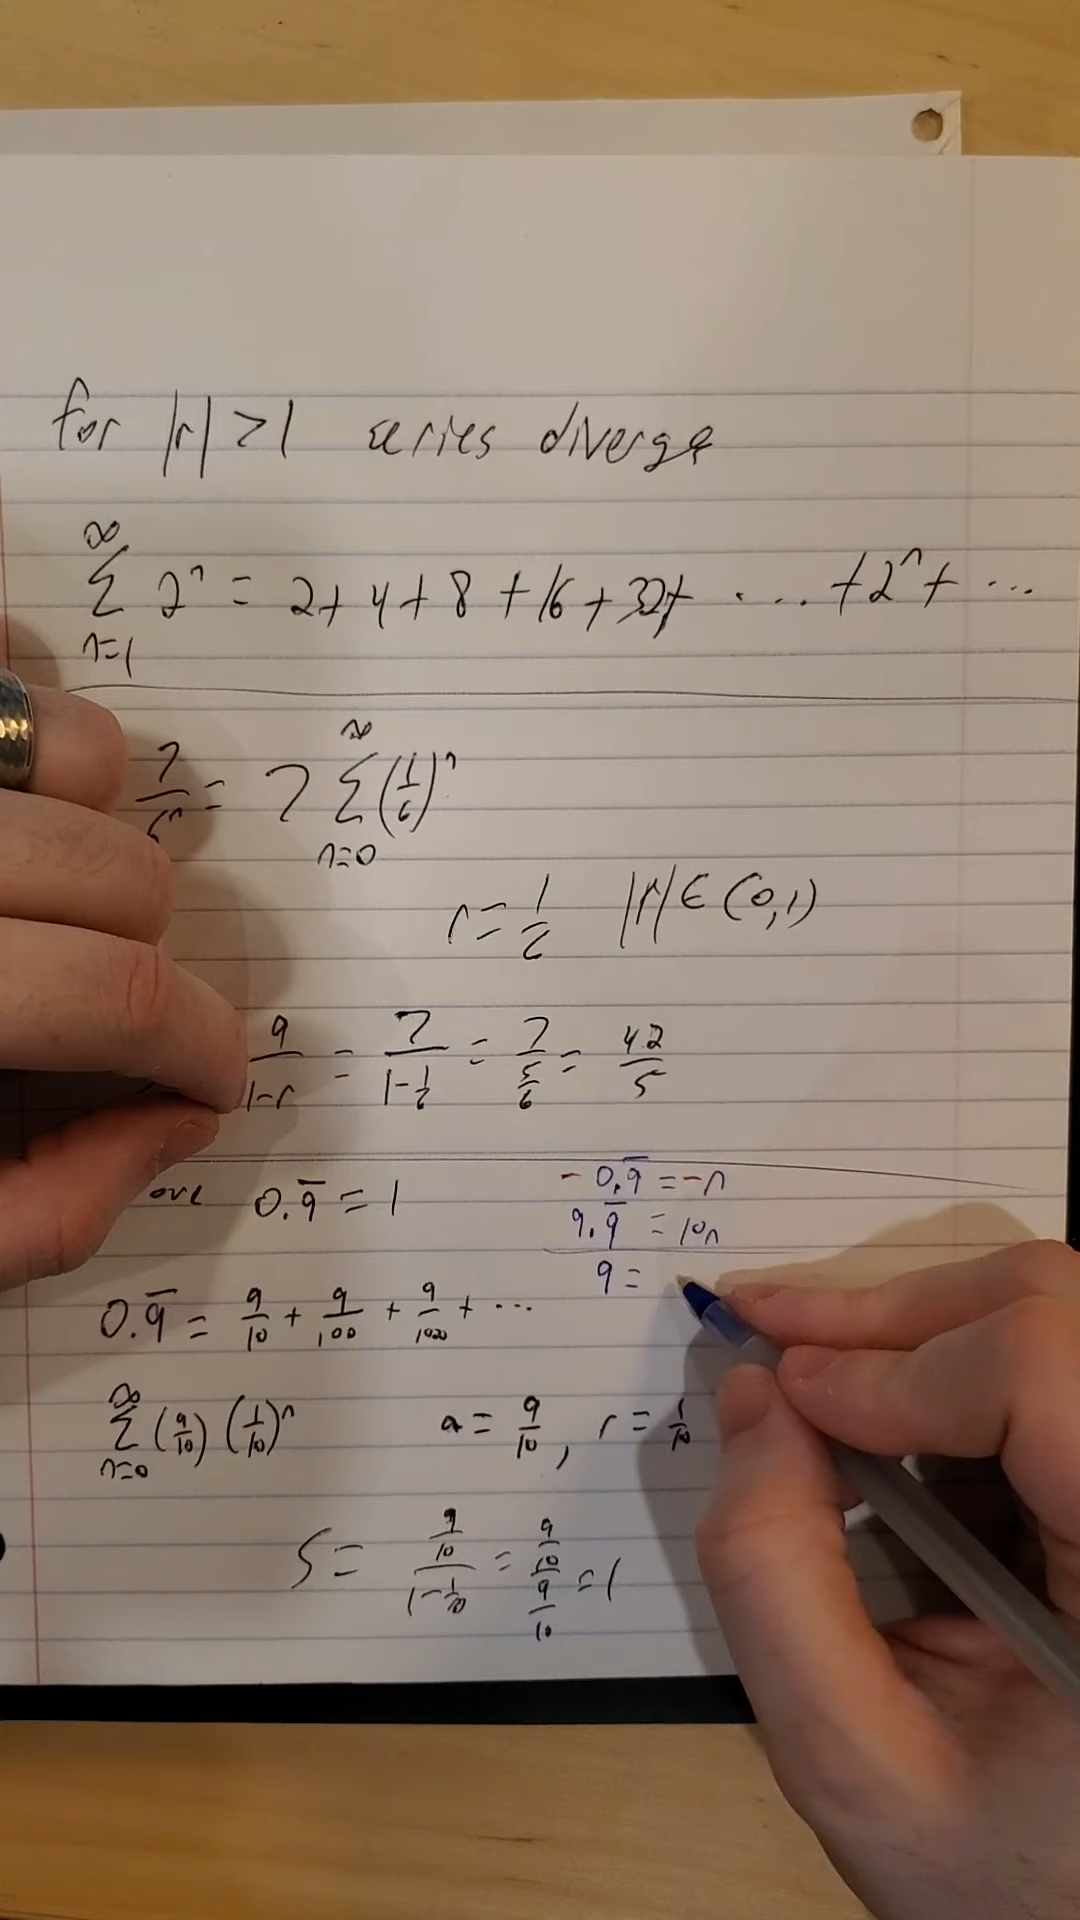 for |r| > 1 series diverge
∞
Σ 2ⁿ = 2 + 4 + 8 + 16 + 32 + · ... + 2ⁿ + ...
n=1
7/6ⁿ = 7 Σ (1/6)ⁿ
∞
n=0
r = 1/6 |r| ∈ (0,1)
a/(1-r) = 7/(1-1/6) = 7/(5/6) = 42/5
ove 0.9̅ = 1
- 0.9̅ = -n
9.9̅ = 10n
9 =
0.9̅ = 9/10 + 9/100 + 9/1000 + ...
∞
Σ (9/10) (1/10)ⁿ a = 9/10, r = 1/10
n=0
S = (9/10)/(1-1/10) = (9/10)/(9/10) = 1